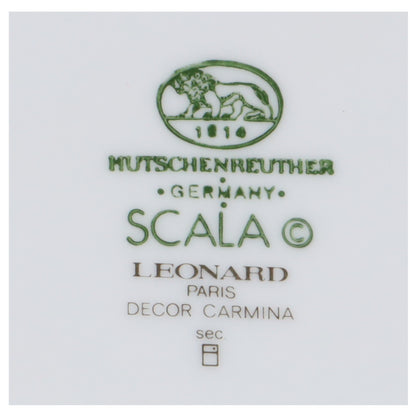 1814
HUTSCHENREUTHER
· GERMANY ·
SCALA ©
LEONARD
PARIS
DECOR CARMINA
sec.